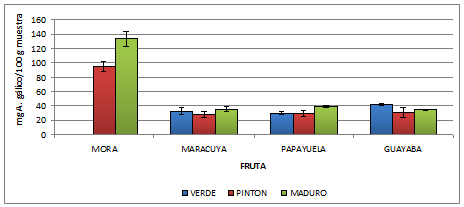 mg A. gálico/100 g muestra
160
140
120
100
80
60
40
20
0
MORA MARACUYA PAPAYUELA GUAYABA
FRUTA
VERDE PINTON MADURO